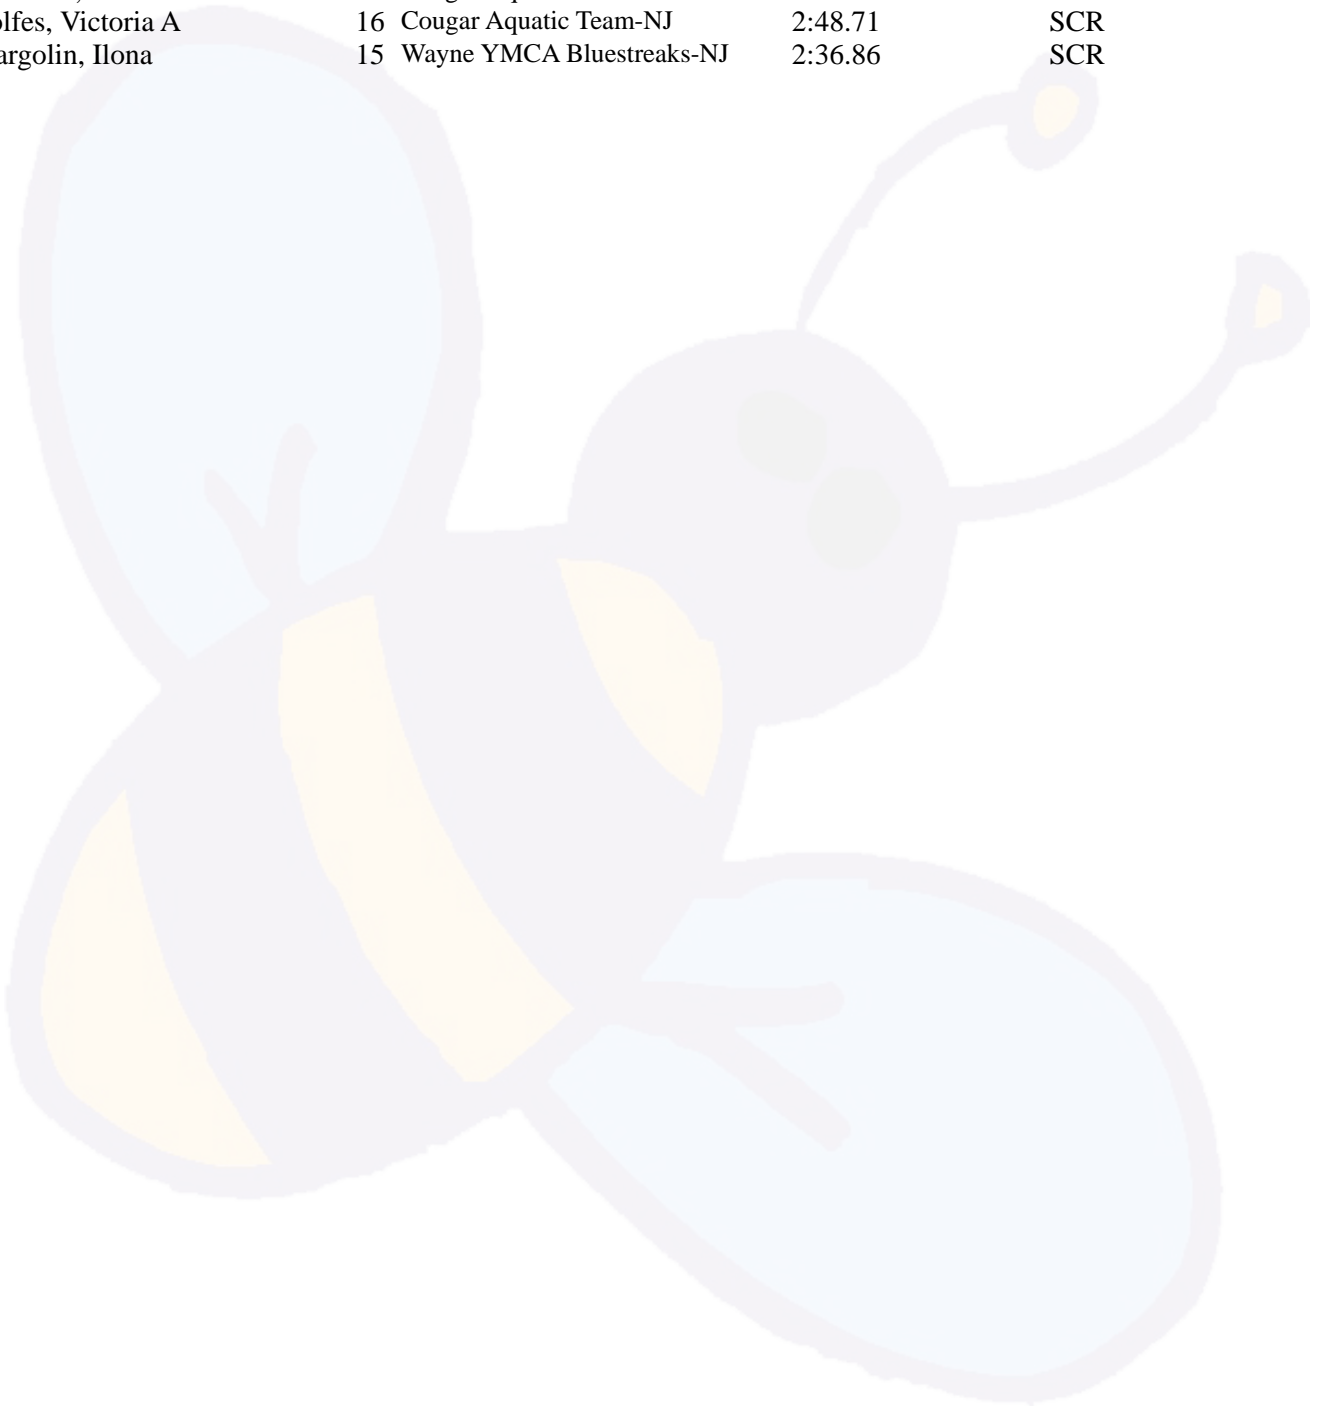 olfes, Victoria A 16 Cougar Aquatic Team-NJ 2:48.71 SCR
argolin, Ilona 15 Wayne YMCA Bluestreaks-NJ 2:36.86 SCR